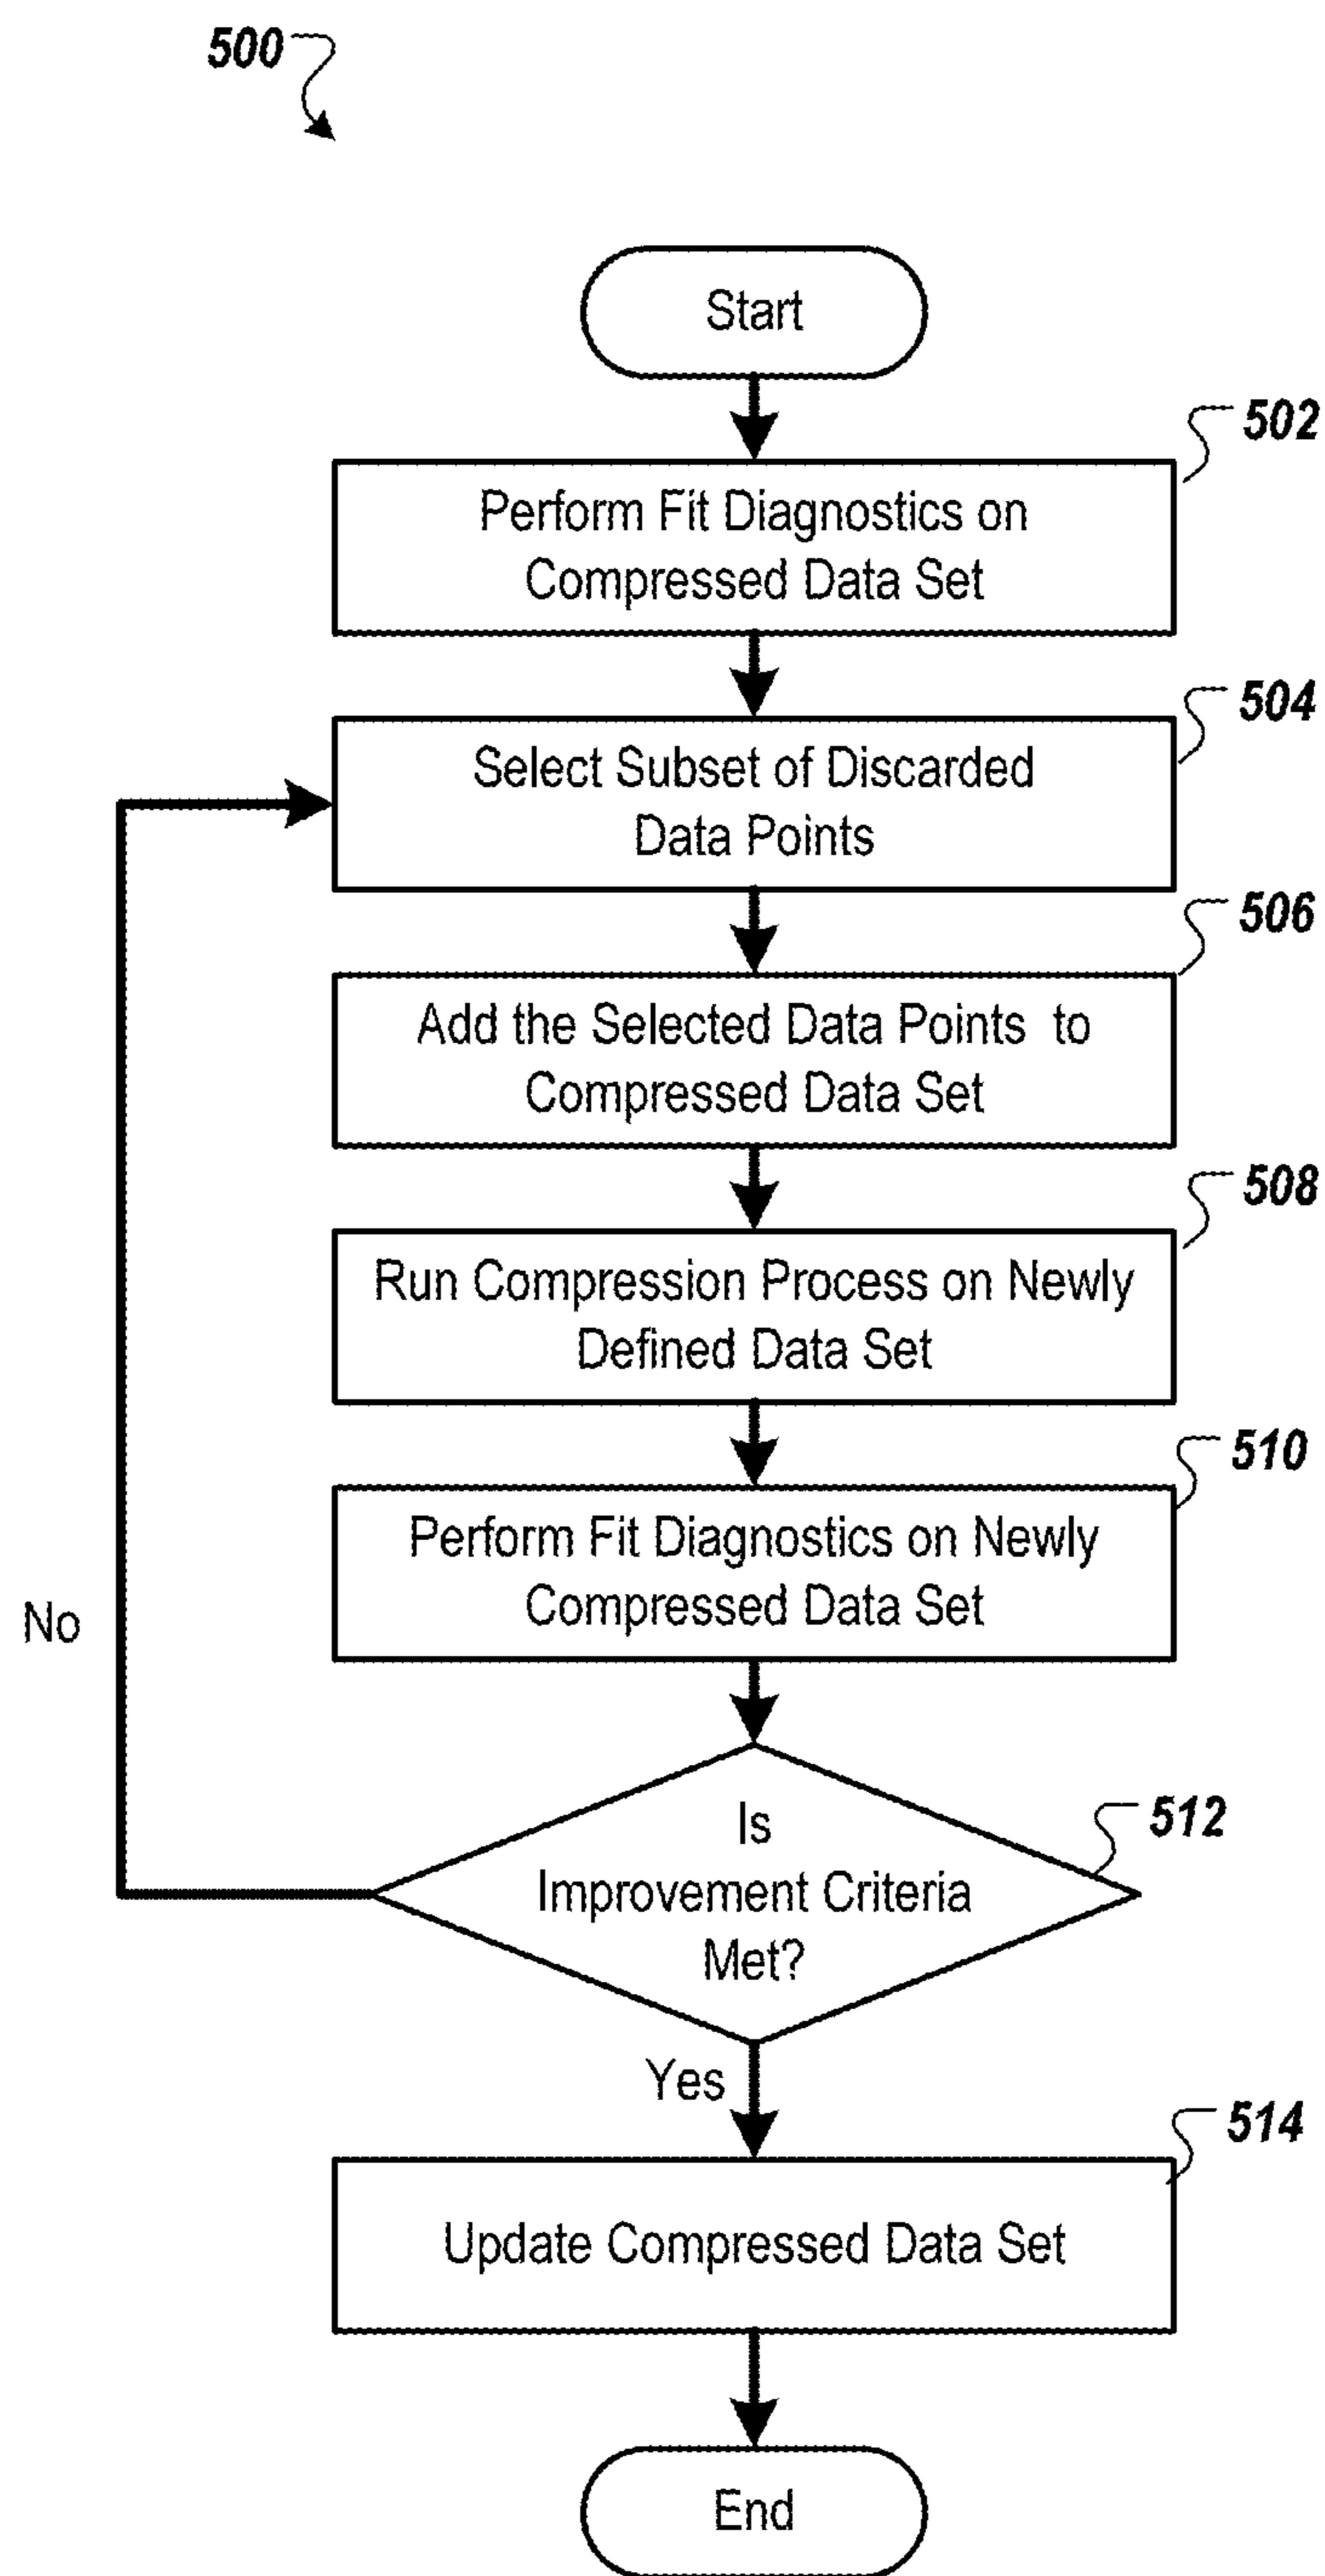 500
Start
502
Perform Fit Diagnostics on
Compressed Data Set
504
Select Subset of Discarded
Data Points
506
Add the Selected Data Points to
Compressed Data Set
508
Run Compression Process on Newly
Defined Data Set
510
Perform Fit Diagnostics on Newly
Compressed Data Set
No
512
Is
Improvement Criteria
Met?
Yes
514
Update Compressed Data Set
End